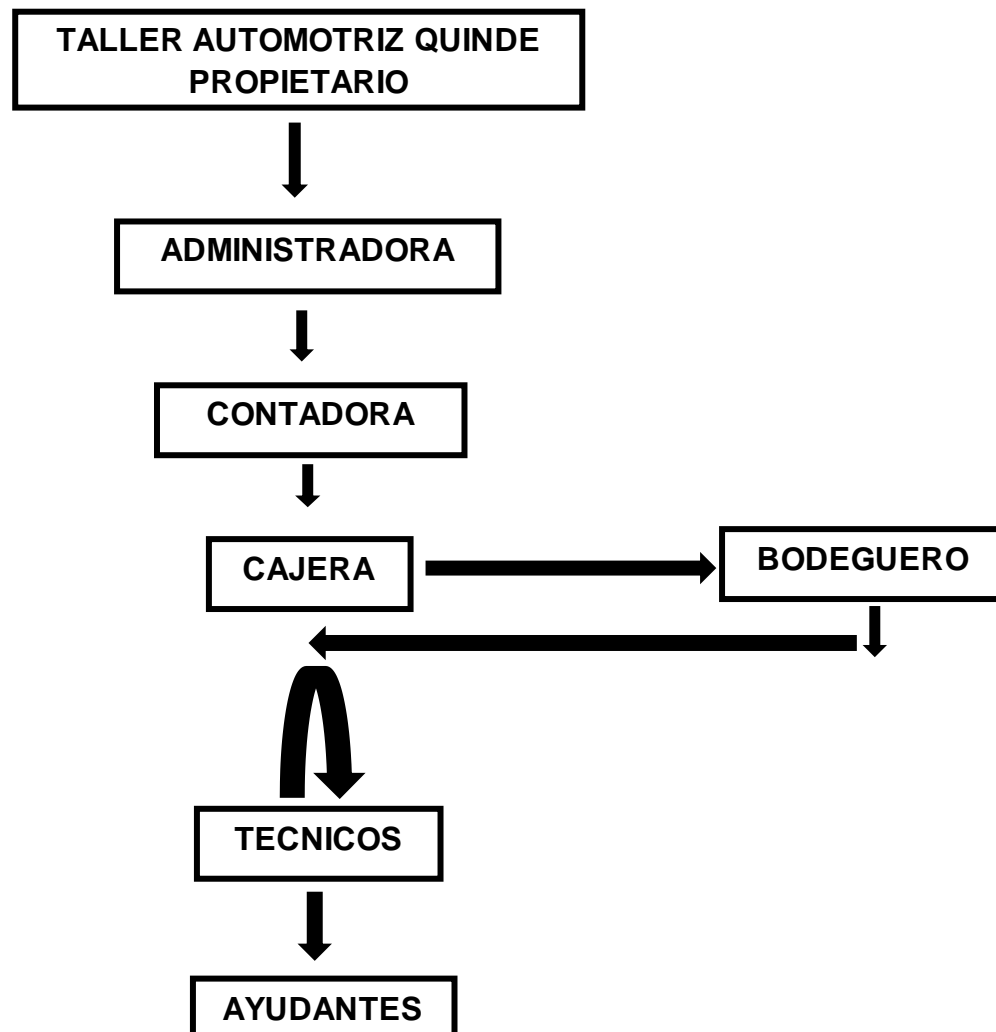 TALLER AUTOMOTRIZ QUINDE
PROPIETARIO
ADMINISTRADORA
CONTADORA
CAJERA
BODEGUERO
TECNICOS
AYUDANTES